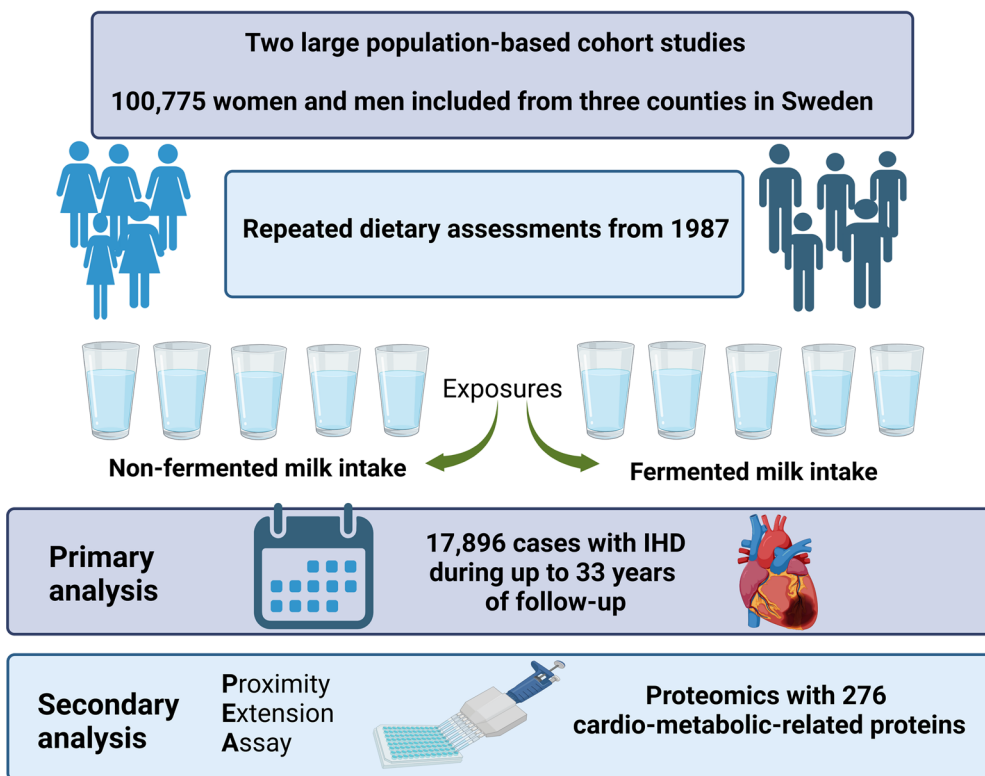 Two large population-based cohort studies
100,775 women and men included from three counties in Sweden
Repeated dietary assessments from 1987
Exposures
Non-fermented milk intake
Fermented milk intake
Primary
analysis
17,896 cases with IHD
during up to 33 years
of follow-up
Secondary
analysis
Proximity
Extension
Assay
Proteomics with 276
cardio-metabolic-related proteins